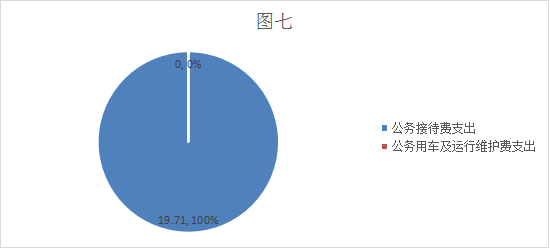 图七
0, 0%
19.71, 100%
公务接待费支出
公务用车及运行维护费支出